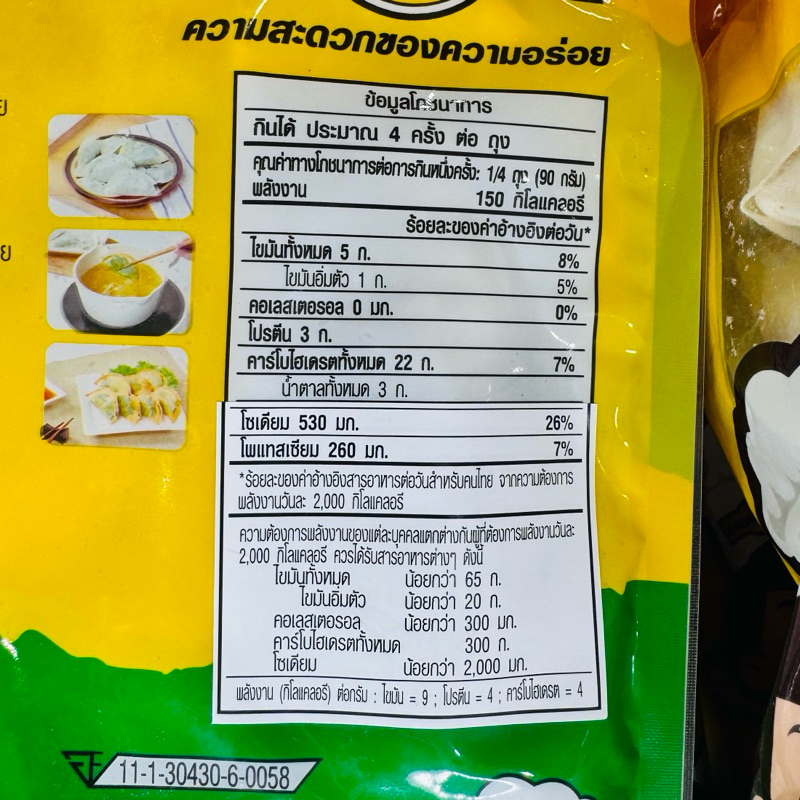 ความสะดวกของความอร่อย
ย
ย
ข้อมูลโภชนาการ
กินได้ ประมาณ 4 ครั้ง ต่อ ถุง
คุณค่าทางโภชนาการต่อการกินหนึ่งครั้ง: 1/4 ถุง (90 กรัม)
พลังงาน 150 กิโลแคลอรี
ร้อยละของค่าอ้างอิงต่อวัน*
ไขมันทั้งหมด 5 ก. 8%
ไขมันอิ่มตัว 1 ก. 5%
คอเลสเตอรอล 0 มก. 0%
โปรตีน 3 ก.
คาร์โบไฮเดรตทั้งหมด 22 ก. 7%
น้ำตาลทั้งหมด 3 ก.
โซเดียม 530 มก. 26%
โพแทสเซียม 260 มก. 7%
*ร้อยละของค่าอ้างอิงสารอาหารต่อวันสำหรับคนไทย จากความต้องการ
พลังงานวันละ 2,000 กิโลแคลอรี
ความต้องการพลังงานของแต่ละบุคคลแตกต่างกันผู้ที่ต้องการพลังงานวันละ
2,000 กิโลแคลอรี ควรได้รับสารอาหารต่างๆ ดังนี้
ไขมันทั้งหมด น้อยกว่า 65 ก.
ไขมันอิ่มตัว น้อยกว่า 20 ก.
คอเลสเตอรอล น้อยกว่า 300 มก.
คาร์โบไฮเดรตทั้งหมด 300 ก.
โซเดียม น้อยกว่า 2,000 มก.
พลังงาน (กิโลแคลอรี) ต่อกรัม : ไขมัน = 9 ; โปรตีน = 4 ; คาร์โบไฮเดรต = 4
11-1-30430-6-0058